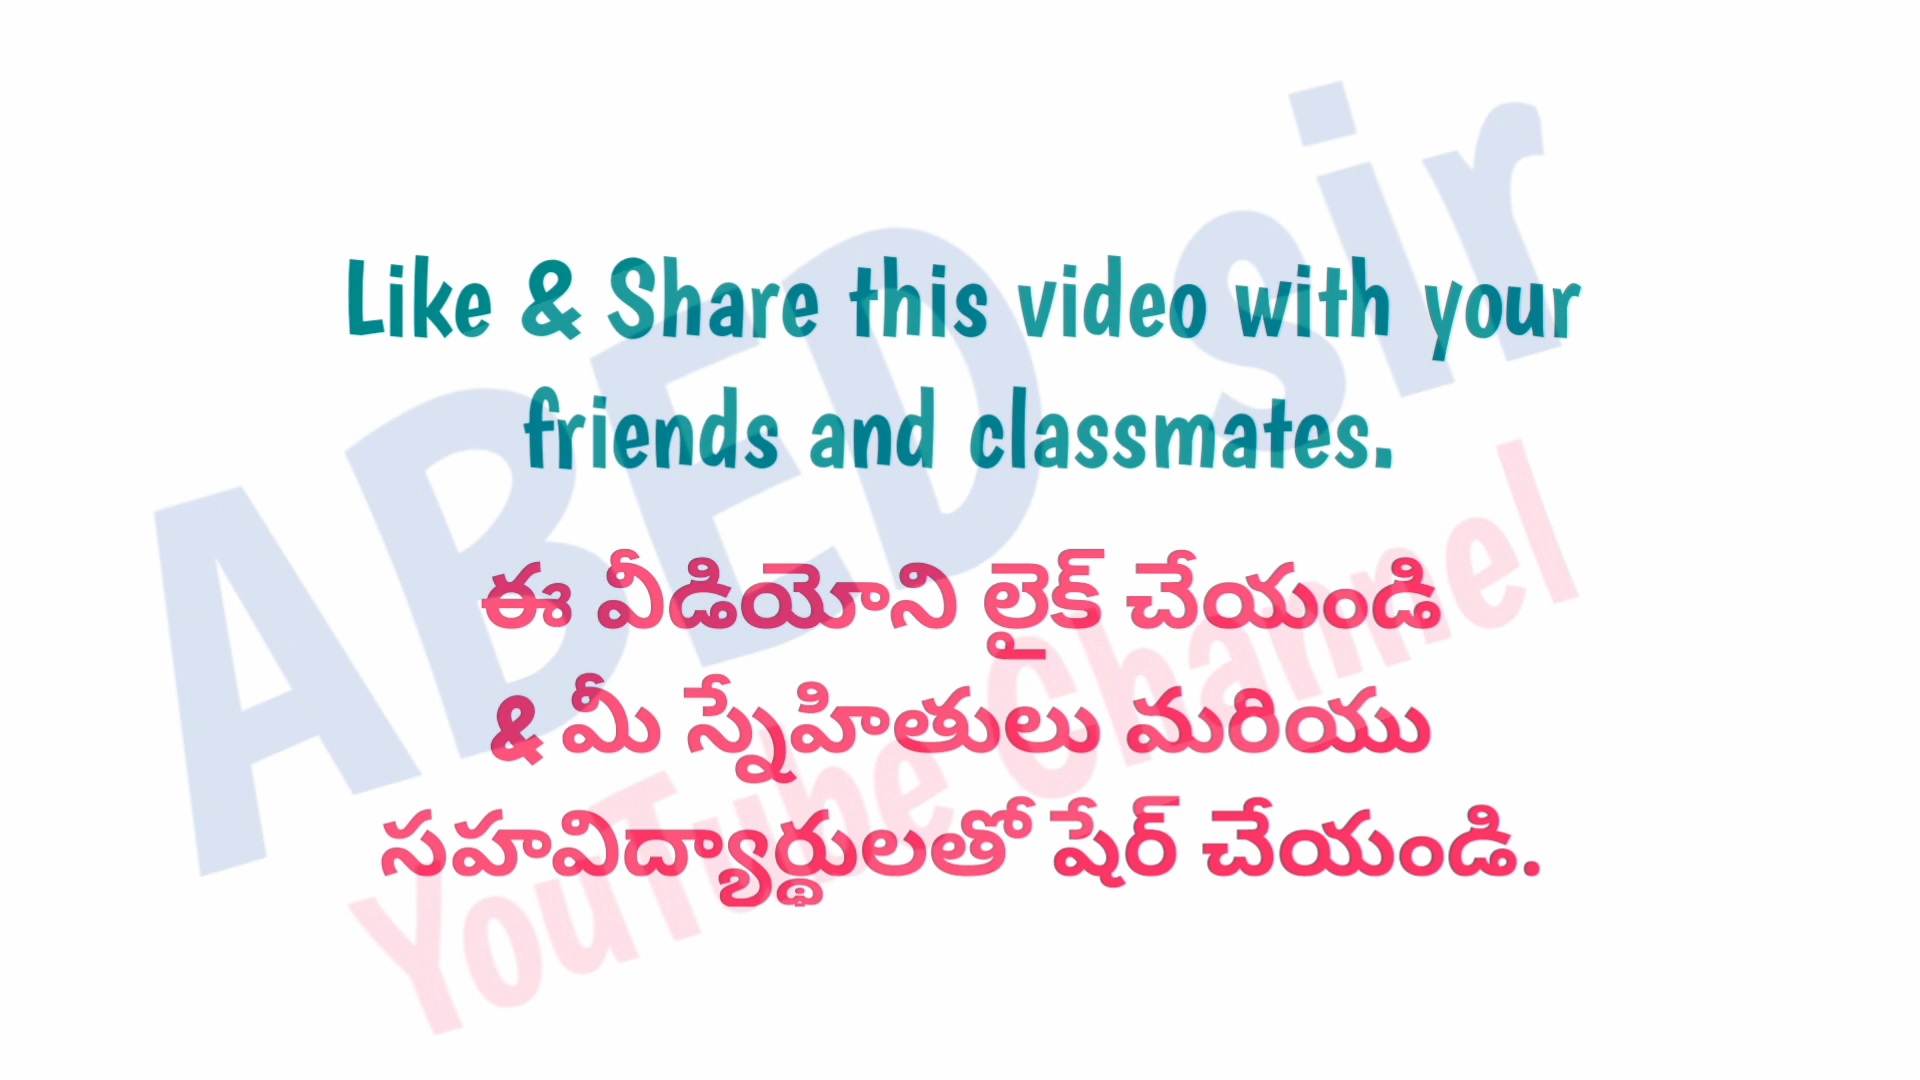 Like & Share this video with your
friends and classmates.
ఈ వీడియోని లైక్ చేయండి
& మీ స్నేహితులు మరియు
సహవిద్యార్థులతో షేర్ చేయండి.
ABED sir
YouTube Channel